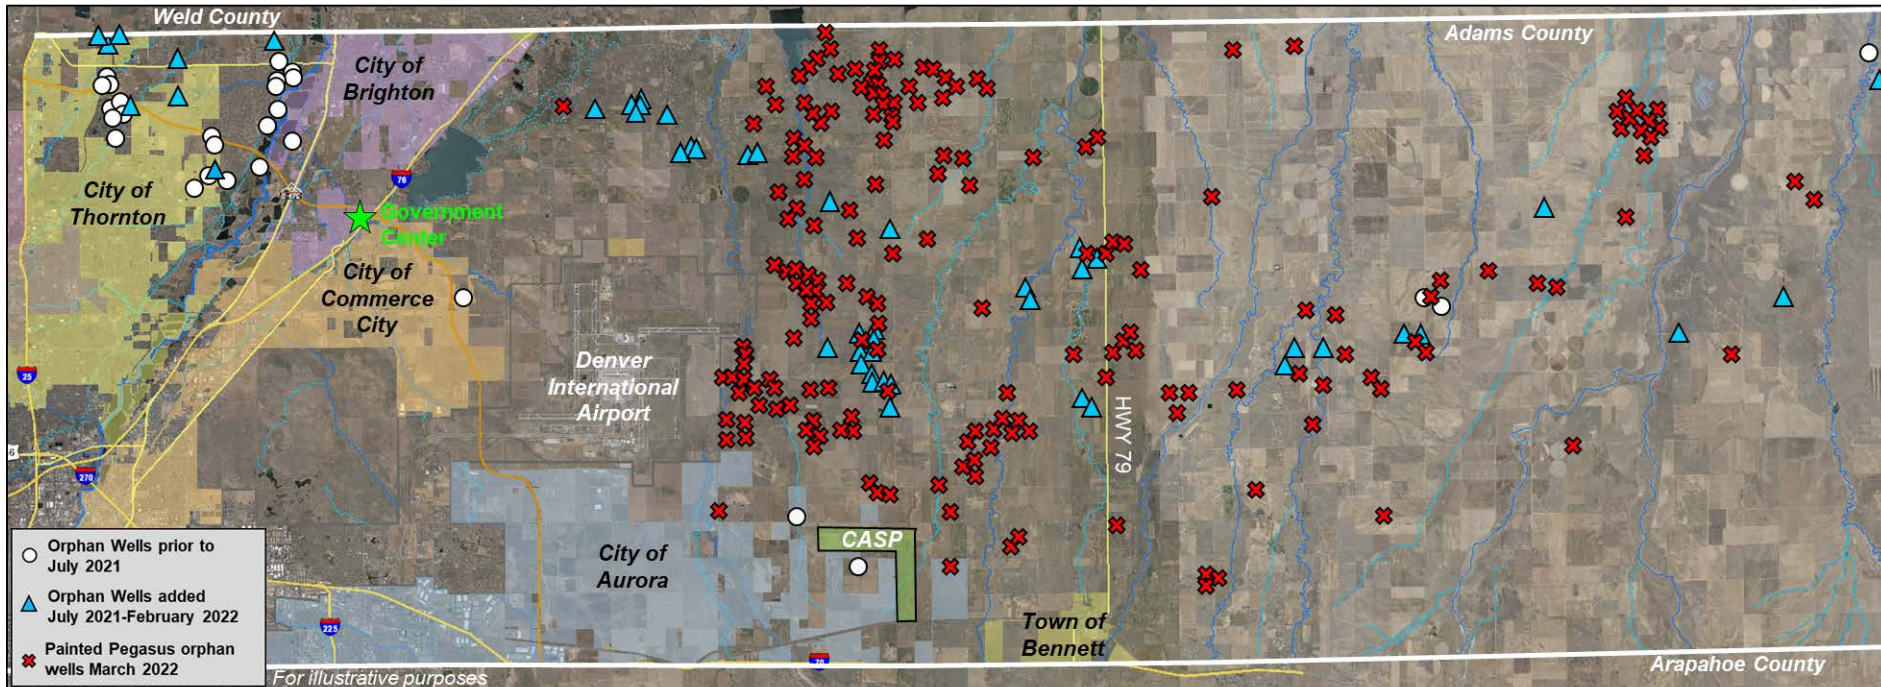 Weld County
Adams County
City of
Brighton
City of
Thornton
76
E-470
Government
Center
City of
Commerce
City
Denver
International
Airport
25
HWY 79
6
270
City of
Aurora
CASP
Town of
Bennett
225
70
Arapahoe County
Orphan Wells prior to
July 2021
Orphan Wells added
July 2021-February 2022
Painted Pegasus orphan
wells March 2022
For illustrative purposes